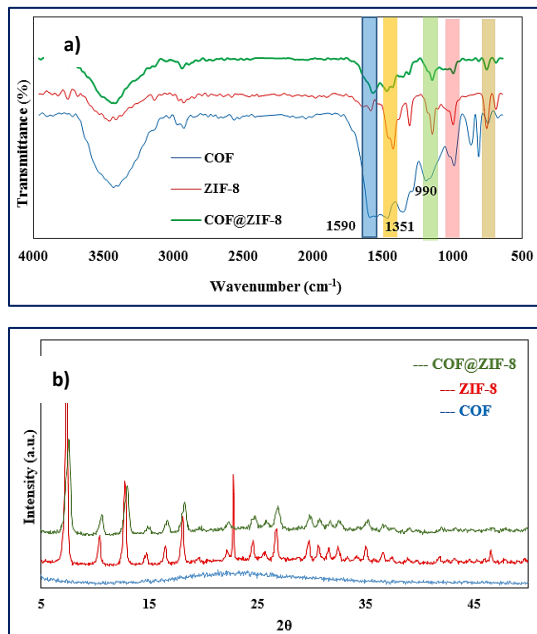 a)
Transmittance (%)
COF
ZIF-8
COF@ZIF-8
1590
1351
990
4000 3500 3000 2500 2000 1500 1000 500
Wavenumber (cm⁻¹)
b)
--- COF@ZIF-8
--- ZIF-8
--- COF
Intensity (a.u.)
5 15 25 35 45
2θ